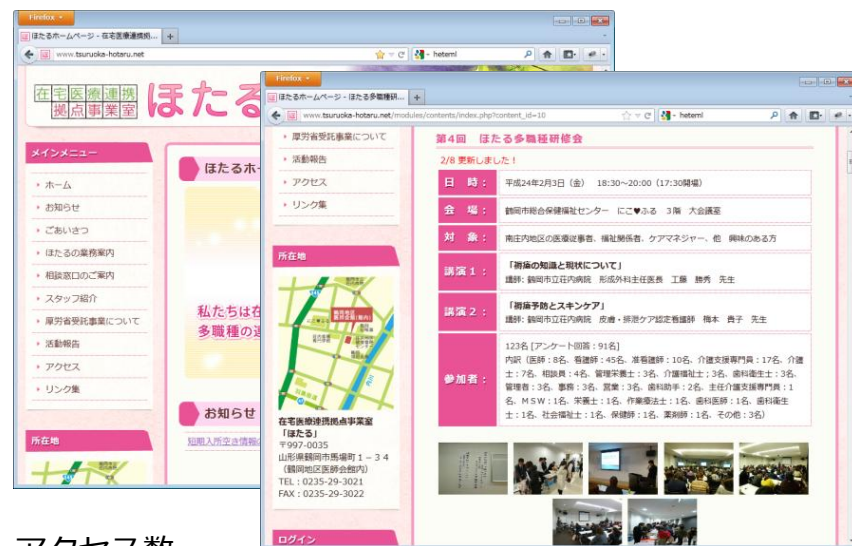 Firefox
ほたるホームページ - 在宅医療連携拠...
www.tsuruoka-hotaru.net
heteml
在宅医療連携
拠点事業室
ほたる
メインメニュー
ホーム
お知らせ
ごあいさつ
ほたるの業務案内
相談窓口のご案内
スタッフ紹介
厚労省受託事業について
活動報告
アクセス
リンク集
所在地
ほたるホ
私たちは在
多職種の連
お知らせ
短期入所空き情報の
Firefox
ほたるホームページ - ほたる多職種研...
www.tsuruoka-hotaru.net/modules/contents/index.php?content_id=10
heteml
厚労省受託事業について
活動報告
アクセス
リンク集
所在地
在宅医療連携拠点事業室
「ほたる」
〒997-0035
山形県鶴岡市馬場町1-34
(鶴岡地区医師会館内)
TEL:0235-29-3021
FAX:0235-29-3022
ログイン
第4回 ほたる多職種研修会
2/8 更新しました!
日 時: 平成24年2月3日(金) 18:30~20:00(17:30開場)
会 場: 鶴岡市総合保健福祉センター にこ♥ふる 3階 大会議室
対 象: 南庄内地区の医療従事者、福祉関係者、ケアマネジャー、他 興味のある方
講演1: 「褥瘡の知識と現状について」
講師:鶴岡市立荘内病院 形成外科主任医長 工藤 勝秀 先生
講演2: 「褥瘡予防とスキンケア」
講師:鶴岡市立荘内病院 皮膚・排泄ケア認定看護師 梅本 貴子 先生
参加者: 123名 [アンケート回答:91名]
内訳(医師:8名、看護師:45名、准看護師:10名、介護支援専門員:17名、介護
士:7名、相談員:4名、管理栄養士:3名、介護福祉士;3名、歯科衛生士:3名、
管理者:3名、事務:3名、営業:3名、歯科助手:2名、主任介護支援専門員:1
名、MSW:1名、栄養士:1名、作業療法士:1名、歯科医師:1名、歯科衛生
士:1名、社会福祉士:1名、保健師:1名、薬剤師:1名、その他:3名)
アクセス数